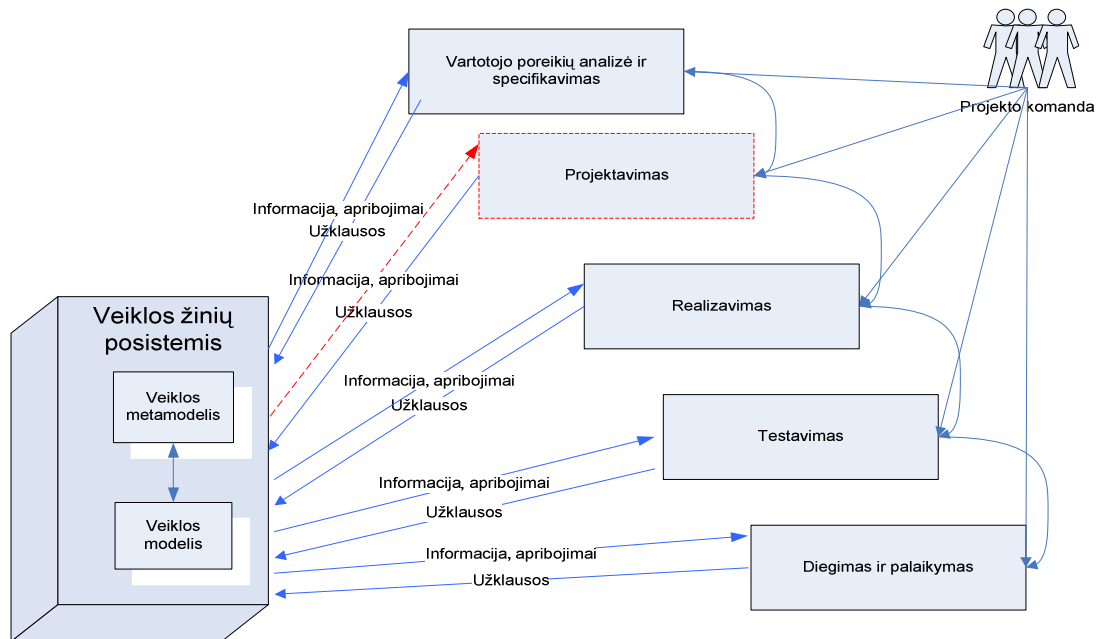 Vartotojo poreikių analizė ir
specifikavimas
Projekto komanda
Projektavimas
Informacija, apribojimai
Užklausos
Informacija, apribojimai
Užklausos
Realizavimas
Veiklos žinių
posistemis
Veiklos
metamodelis
Informacija, apribojimai
Užklausos
Testavimas
Informacija, apribojimai
Užklausos
Veiklos
modelis
Informacija, apribojimai
Užklausos
Diegimas ir palaikymas